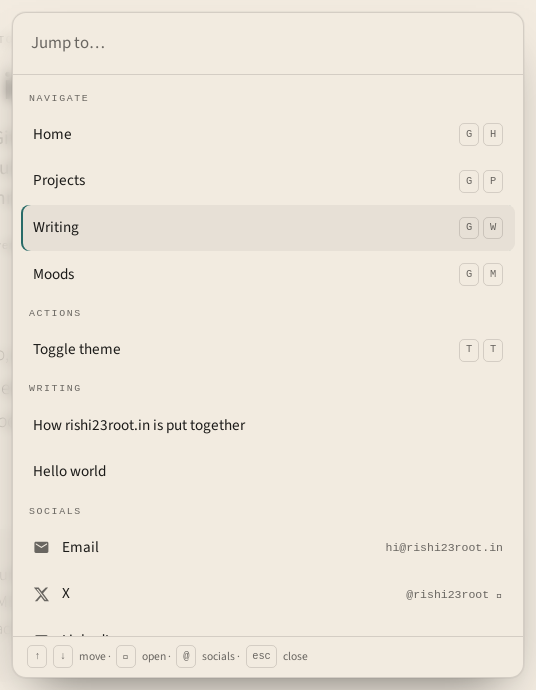 Jump to…
NAVIGATE
Home G H
Projects G P
Writing G W
Moods G M
ACTIONS
Toggle theme T T
WRITING
How rishi23root.in is put together
Hello world
SOCIALS
Email hi@rishi23root.in
X @rishi23root
↑ ↓ move · open · @ socials · esc close